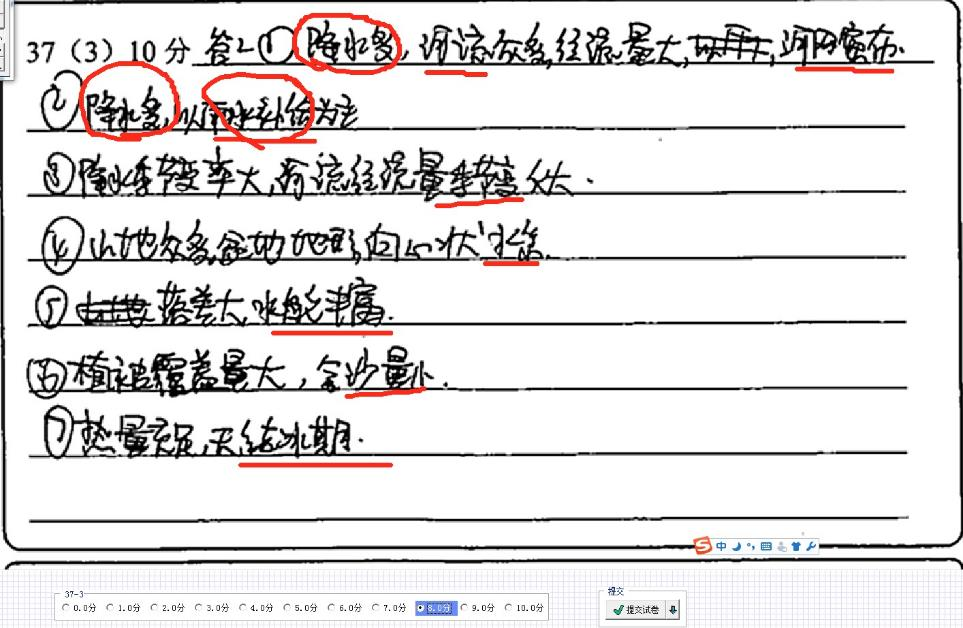 37（3）10分 答：① 降水多，河流众多，径流量大，河网密布.
② 降水多，以雨水补给为主
③ 降水季节变率大，河流径流量季节变化大.
④ 山地众多，盆地地形，向心状水系.
⑤ 落差大，水能丰富.
⑥ 植被覆盖量大，含沙量小.
⑦ 热量充足，无结冰期.
中
37-3
0.0分 1.0分 2.0分 3.0分 4.0分 5.0分 6.0分 7.0分 8.0分 9.0分 10.0分
提交
提交试卷